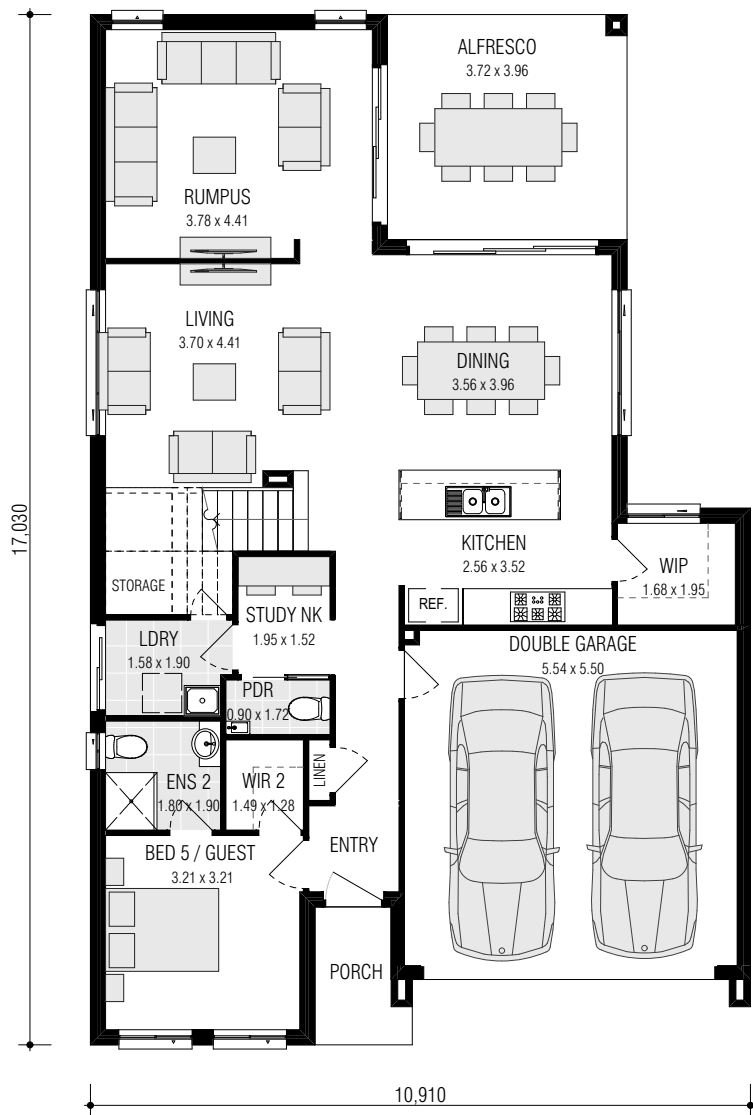 ALFRESCO
3.72 x 3.96
RUMPUS
3.78 x 4.41
LIVING
3.70 x 4.41
DINING
3.56 x 3.96
17,030
KITCHEN
2.56 x 3.52
WIP
1.68 x 1.95
STORAGE
REF.
STUDY NK
1.95 x 1.52
LDRY
1.58 x 1.90
DOUBLE GARAGE
5.54 x 5.50
PDR
0.90 x 1.72
LINEN
ENS 2
1.80 x 1.90
WIR 2
1.49 x 1.28
ENTRY
BED 5 / GUEST
3.21 x 3.21
PORCH
10,910